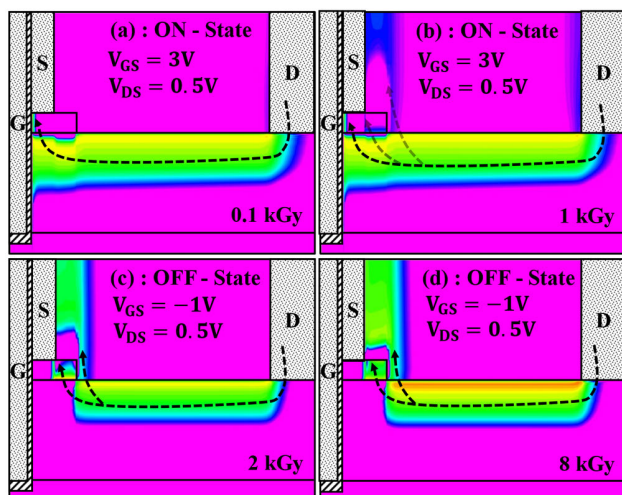 (a) : ON - State
V_GS = 3V
V_DS = 0.5V
S
D
G
0.1 kGy
(b) : ON - State
V_GS = 3V
V_DS = 0.5V
S
D
G
1 kGy
(c) : OFF - State
V_GS = −1V
V_DS = 0.5V
S
D
G
2 kGy
(d) : OFF - State
V_GS = −1V
V_DS = 0.5V
S
D
G
8 kGy